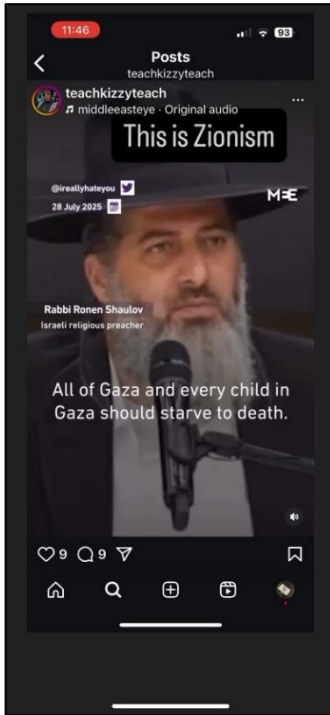 11:46
93
Posts
teachkizzyteach
teachkizzyteach
middleeasteye · Original audio
This is Zionism
@ireallyhateyou
MEE
28 July 2025
Rabbi Ronen Shaulov
Israeli religious preacher
All of Gaza and every child in
Gaza should starve to death.
9 9